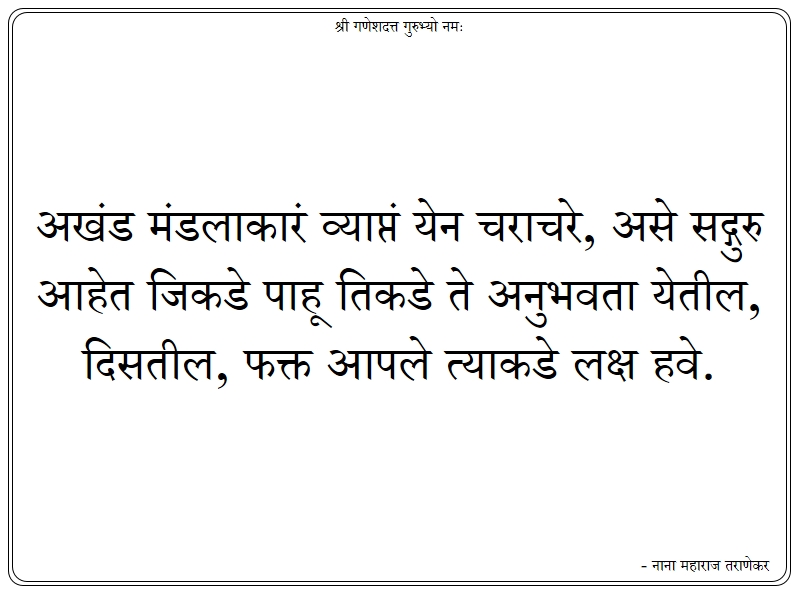 श्री गणेशदत्त गुरुभ्यो नमः
अखंड मंडलाकारं व्याप्तं येन चराचरे, असे सद्गुरु
आहेत जिकडे पाहू तिकडे ते अनुभवता येतील,
दिसतील, फक्त आपले त्याकडे लक्ष हवे.
- नाना महाराज तराणेकर